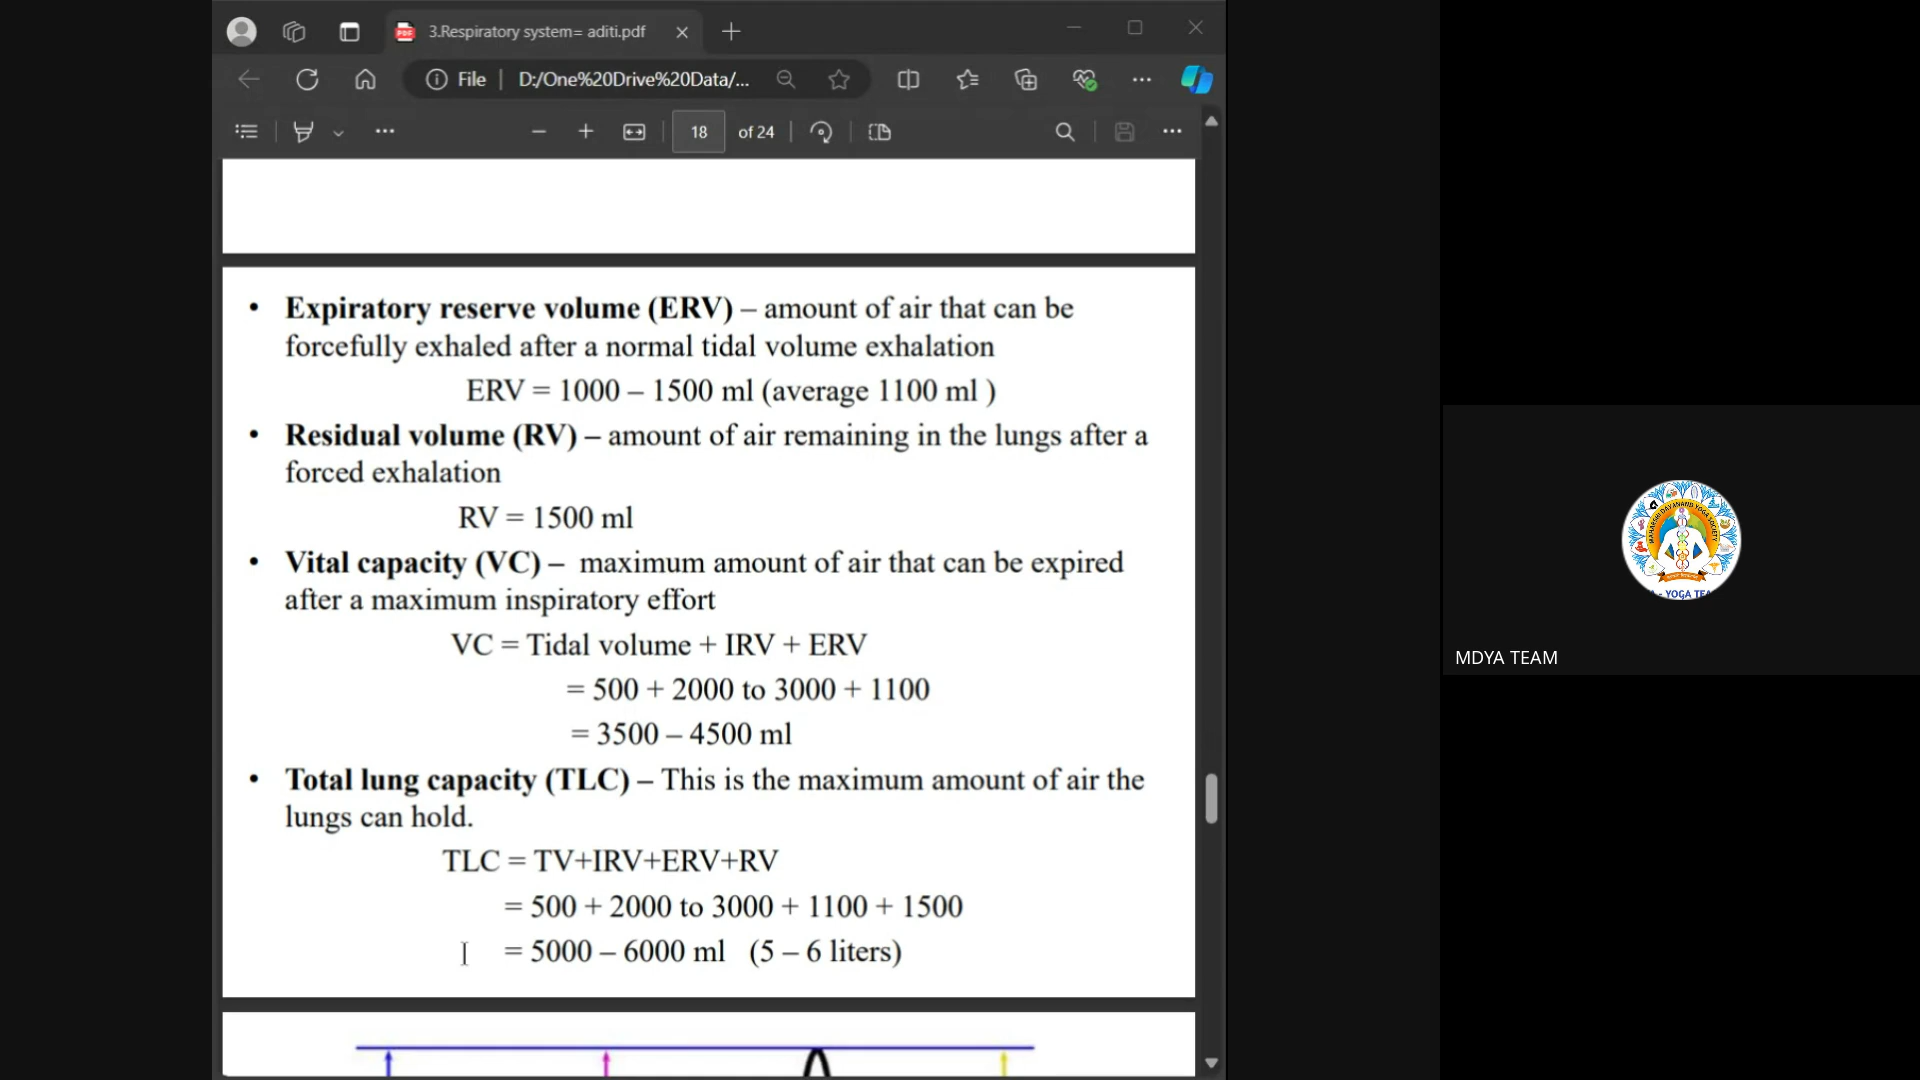 3.Respiratory system= aditi.pdf
File | D:/One%20Drive%20Data/...
18 of 24
• Expiratory reserve volume (ERV) – amount of air that can be
forcefully exhaled after a normal tidal volume exhalation
ERV = 1000 – 1500 ml (average 1100 ml )
• Residual volume (RV) – amount of air remaining in the lungs after a
forced exhalation
RV = 1500 ml
• Vital capacity (VC) – maximum amount of air that can be expired
after a maximum inspiratory effort
VC = Tidal volume + IRV + ERV
= 500 + 2000 to 3000 + 1100
= 3500 – 4500 ml
• Total lung capacity (TLC) – This is the maximum amount of air the
lungs can hold.
TLC = TV+IRV+ERV+RV
= 500 + 2000 to 3000 + 1100 + 1500
= 5000 – 6000 ml (5 – 6 liters)
MDYA TEAM